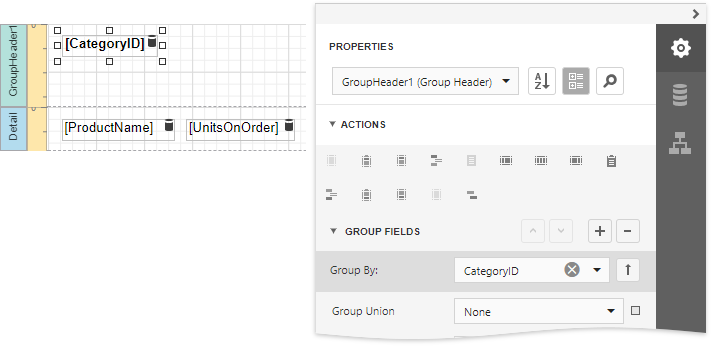 GroupHeader1
[CategoryID]
Detail
[ProductName]
[UnitsOnOrder]
PROPERTIES
GroupHeader1 (Group Header)
A
Z
ACTIONS
GROUP FIELDS
Group By:
CategoryID
Group Union
None